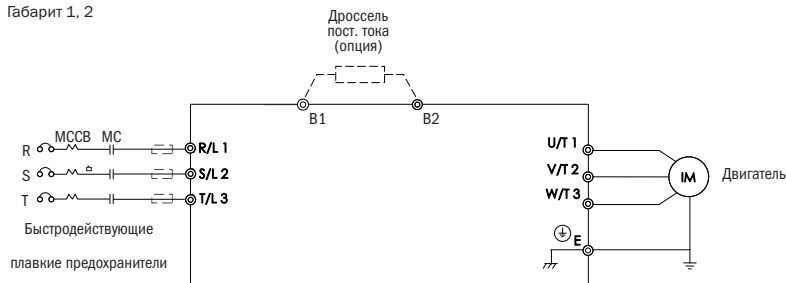 Габарит 1, 2
Дроссель
пост. тока
(опция)
B1
B2
MCCB MC
R
R/L 1
S
S/L 2
T
T/L 3
U/T 1
V/T 2
W/T 3
IM
Двигатель
E
Быстродействующие
плавкие предохранители